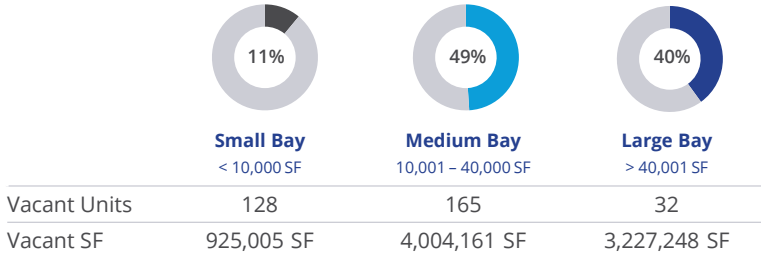 11% 49% 40%
Small Bay Medium Bay Large Bay
< 10,000 SF 10,001 – 40,000 SF > 40,001 SF
Vacant Units 128 165 32
Vacant SF 925,005 SF 4,004,161 SF 3,227,248 SF